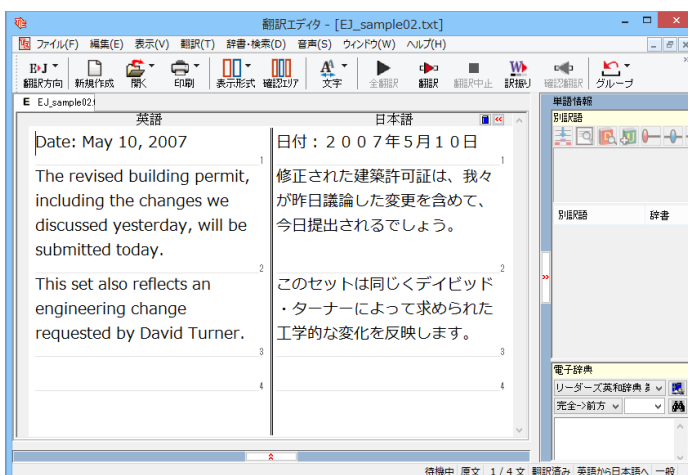 翻訳エディタ - [EJ_sample02.txt]
ファイル(F) 編集(E) 表示(V) 翻訳(T) 辞書・検索(D) 音声(S) ウィンドウ(W) ヘルプ(H)
E›J
翻訳方向 新規作成 開く 印刷 表示形式 確認エリア 文字 全翻訳 翻訳 翻訳中止 訳振り 確認翻訳 グループ
E EJ_sample02.t
英語
日本語
Date: May 10, 2007
1
The revised building permit,
including the changes we
discussed yesterday, will be
submitted today.
2
This set also reflects an
engineering change
requested by David Turner.
3
4
日付：２００７年５月１０日
1
修正された建築許可証は、我々
が昨日議論した変更を含めて、
今日提出されるでしょう。
2
このセットは同じくデイビッド
・ターナーによって求められた
工学的な変化を反映します。
3
4
単語情報
別訳語
別訳語 辞書
電子辞典
リーダーズ英和辞典
完全->前方
待機中 原文 1 / 4 文 翻訳済み 英語から日本語へ 一般